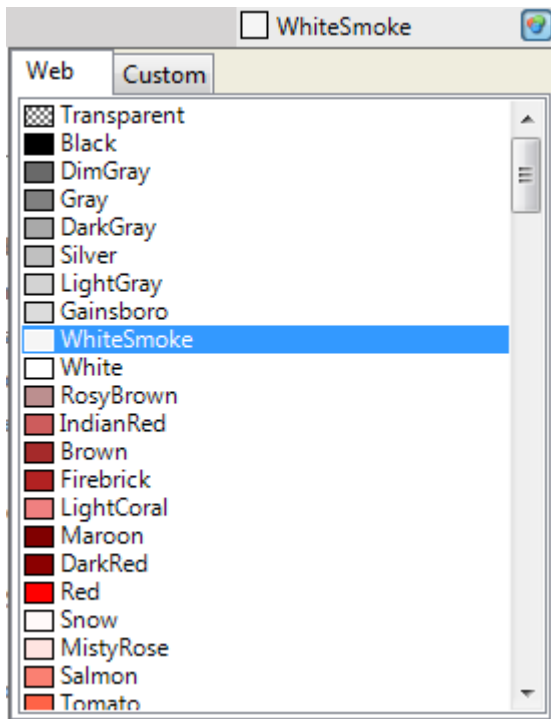 WhiteSmoke
Web Custom
Transparent
Black
DimGray
Gray
DarkGray
Silver
LightGray
Gainsboro
WhiteSmoke
White
RosyBrown
IndianRed
Brown
Firebrick
LightCoral
Maroon
DarkRed
Red
Snow
MistyRose
Salmon
Tomato